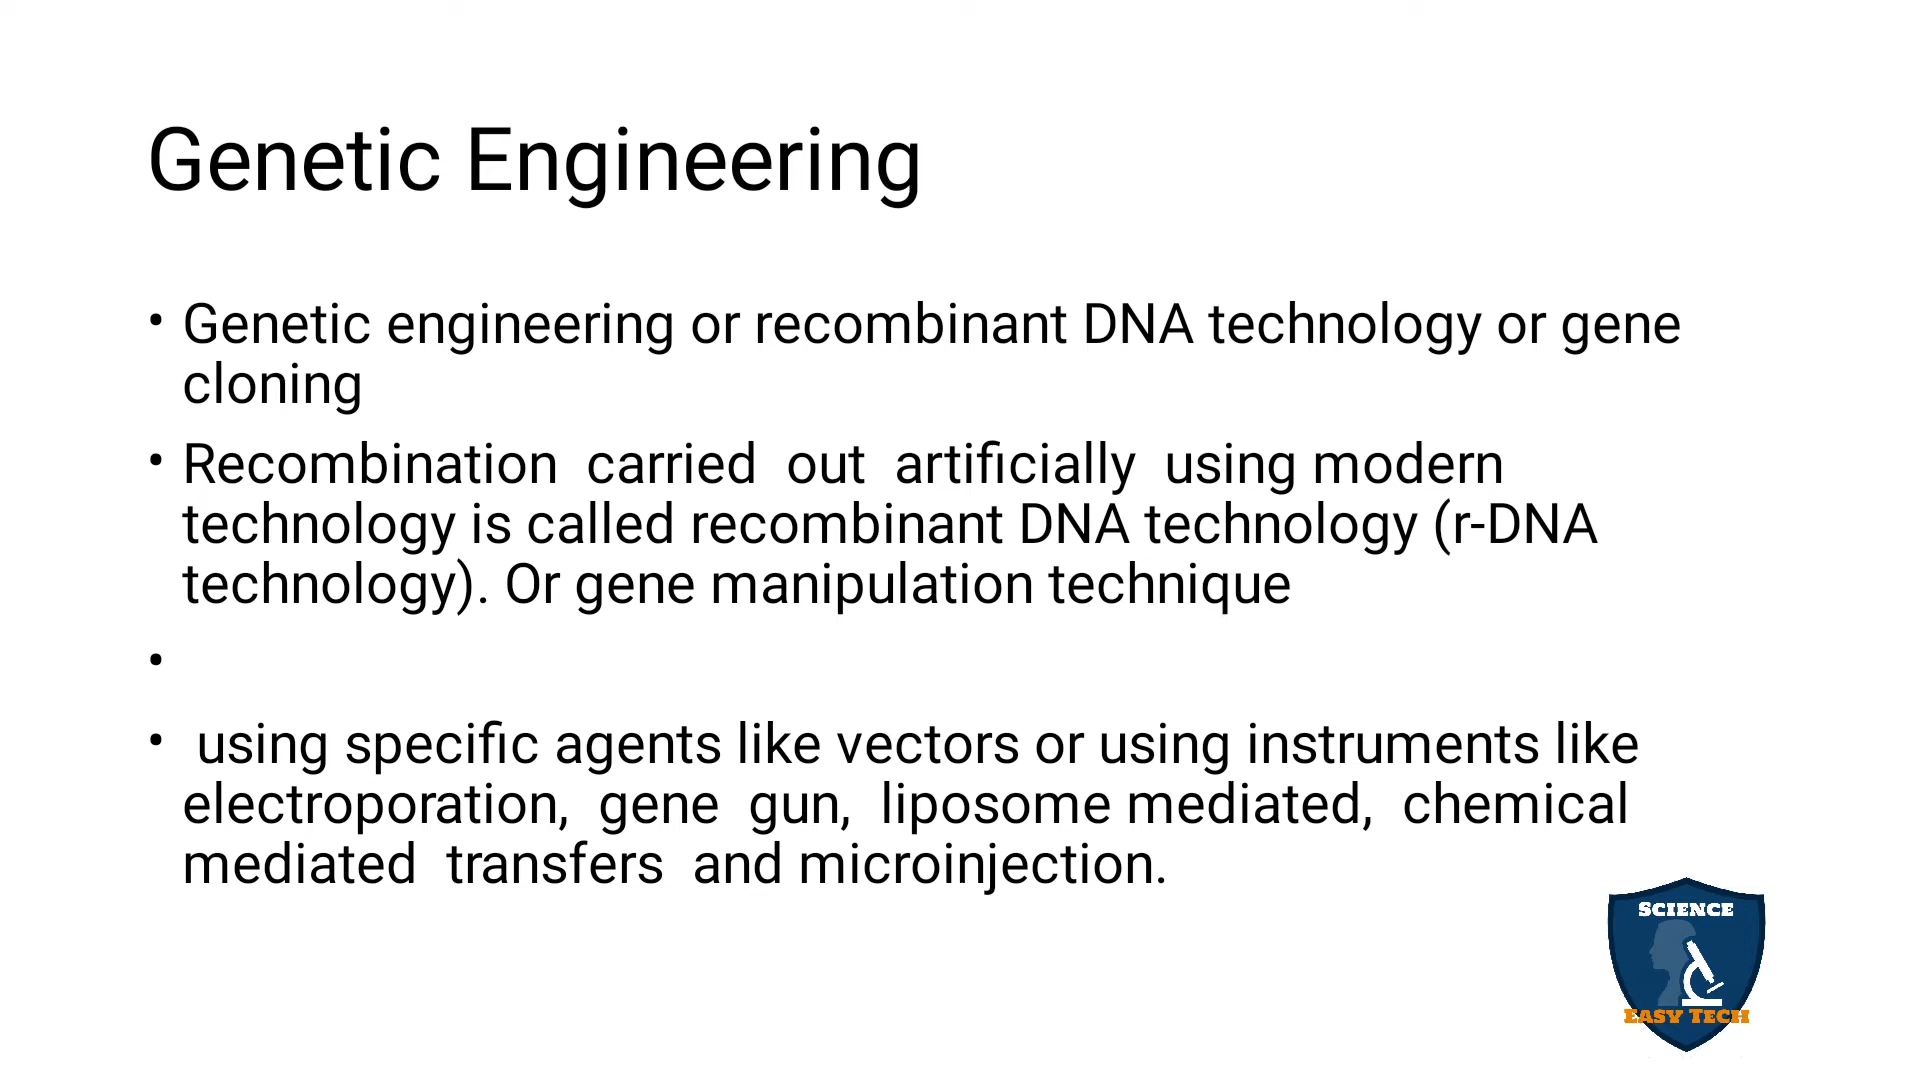 Genetic Engineering
• Genetic engineering or recombinant DNA technology or gene
cloning
• Recombination carried out artificially using modern
technology is called recombinant DNA technology (r-DNA
technology). Or gene manipulation technique
•
• using specific agents like vectors or using instruments like
electroporation, gene gun, liposome mediated, chemical
mediated transfers and microinjection.
SCIENCE
EASY TECH